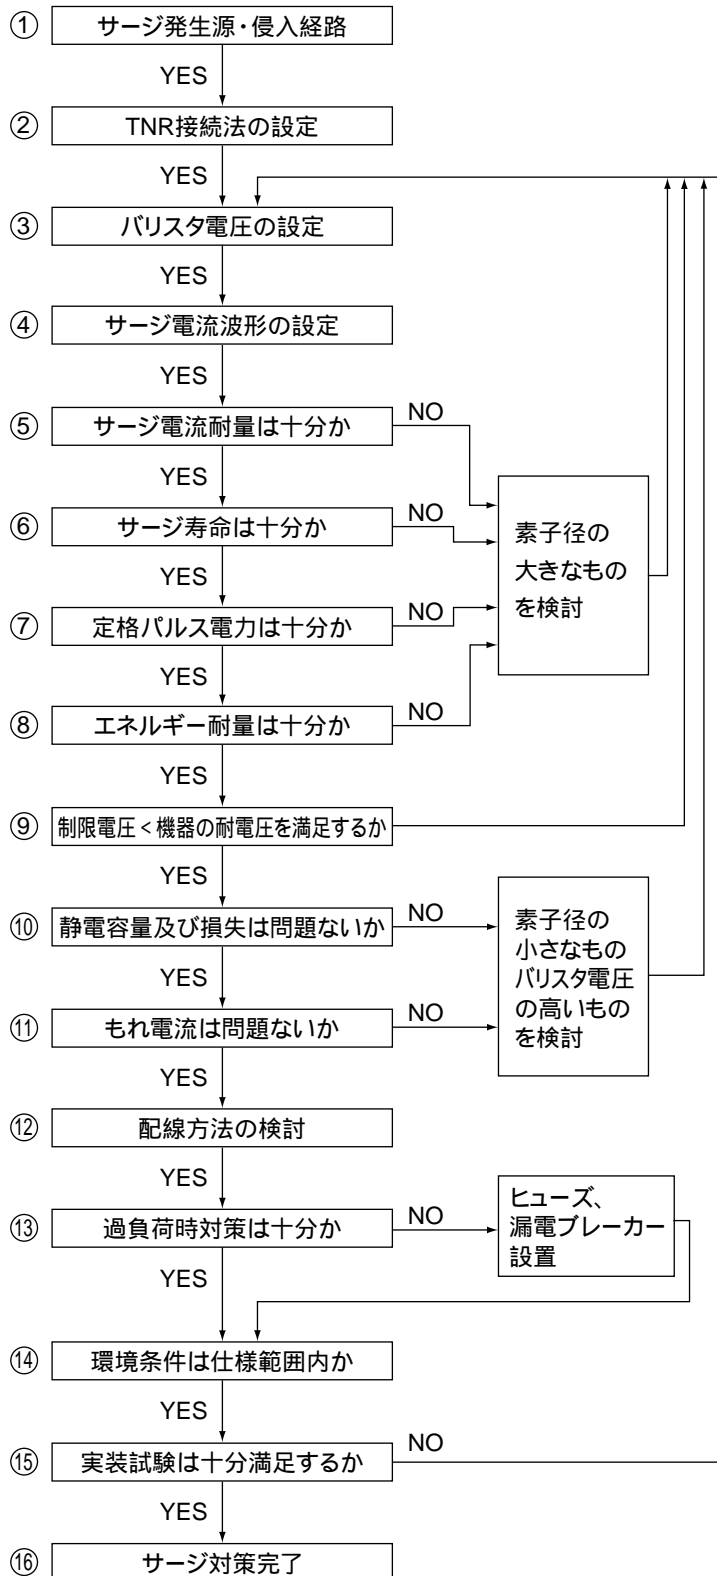 ① サージ発生源・侵入経路
YES
② TNR接続法の設定
YES
③ バリスタ電圧の設定
YES
④ サージ電流波形の設定
YES
⑤ サージ電流耐量は十分か NO
YES
⑥ サージ寿命は十分か NO
素子径の
大きなもの
を検討
YES
⑦ 定格パルス電力は十分か NO
YES
⑧ エネルギー耐量は十分か NO
YES
⑨ 制限電圧<機器の耐電圧を満足するか
YES
⑩ 静電容量及び損失は問題ないか NO
素子径の
小さなもの
バリスタ電圧
の高いもの
を検討
YES
⑪ もれ電流は問題ないか NO
YES
⑫ 配線方法の検討
YES
⑬ 過負荷時対策は十分か NO
ヒューズ、
漏電ブレーカー
設置
YES
⑭ 環境条件は仕様範囲内か
YES
⑮ 実装試験は十分満足するか NO
YES
⑯ サージ対策完了